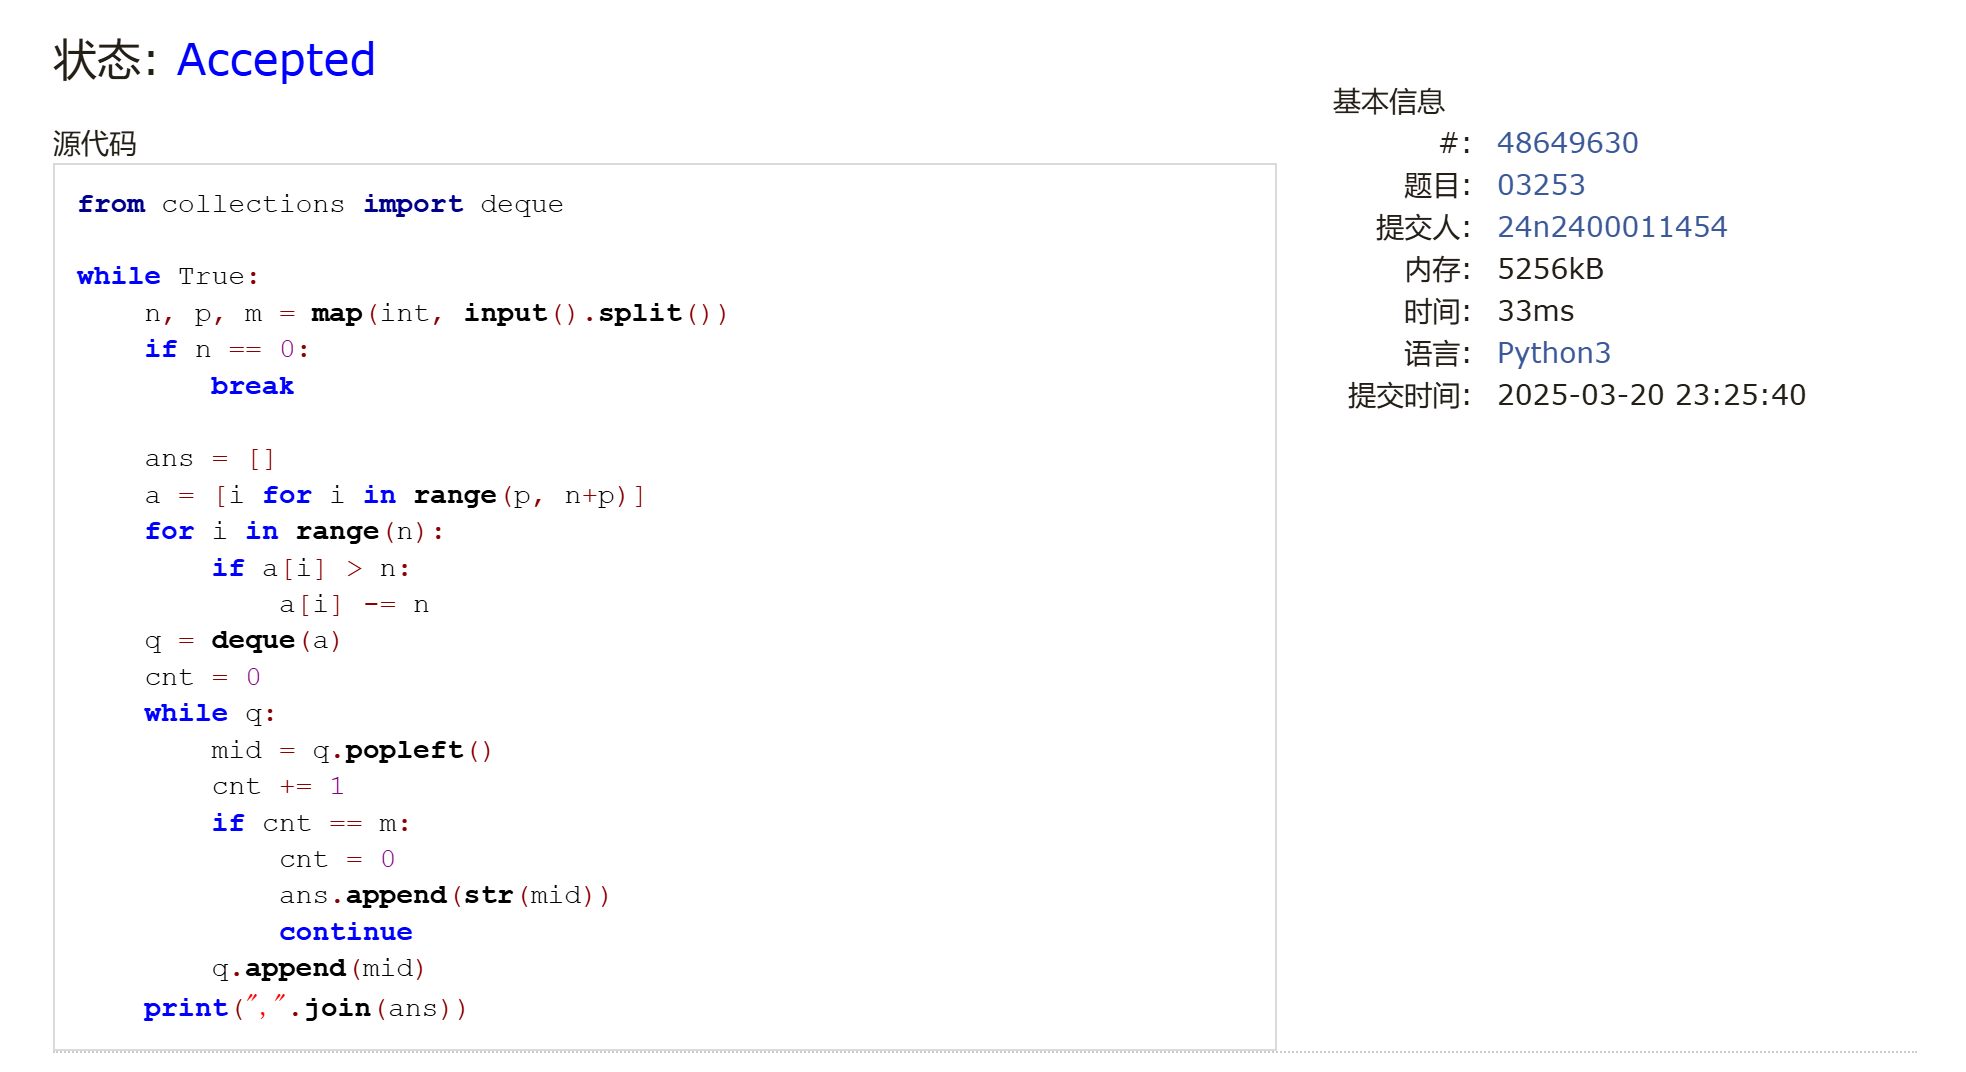 状态: Accepted
源代码
from collections import deque
while True:
    n, p, m = map(int, input().split())
    if n == 0:
        break
    ans = []
    a = [i for i in range(p, n+p)]
    for i in range(n):
        if a[i] > n:
            a[i] -= n
    q = deque(a)
    cnt = 0
    while q:
        mid = q.popleft()
        cnt += 1
        if cnt == m:
            cnt = 0
            ans.append(str(mid))
            continue
        q.append(mid)
    print(",".join(ans))
基本信息
#: 48649630
题目: 03253
提交人: 24n2400011454
内存: 5256kB
时间: 33ms
语言: Python3
提交时间: 2025-03-20 23:25:40